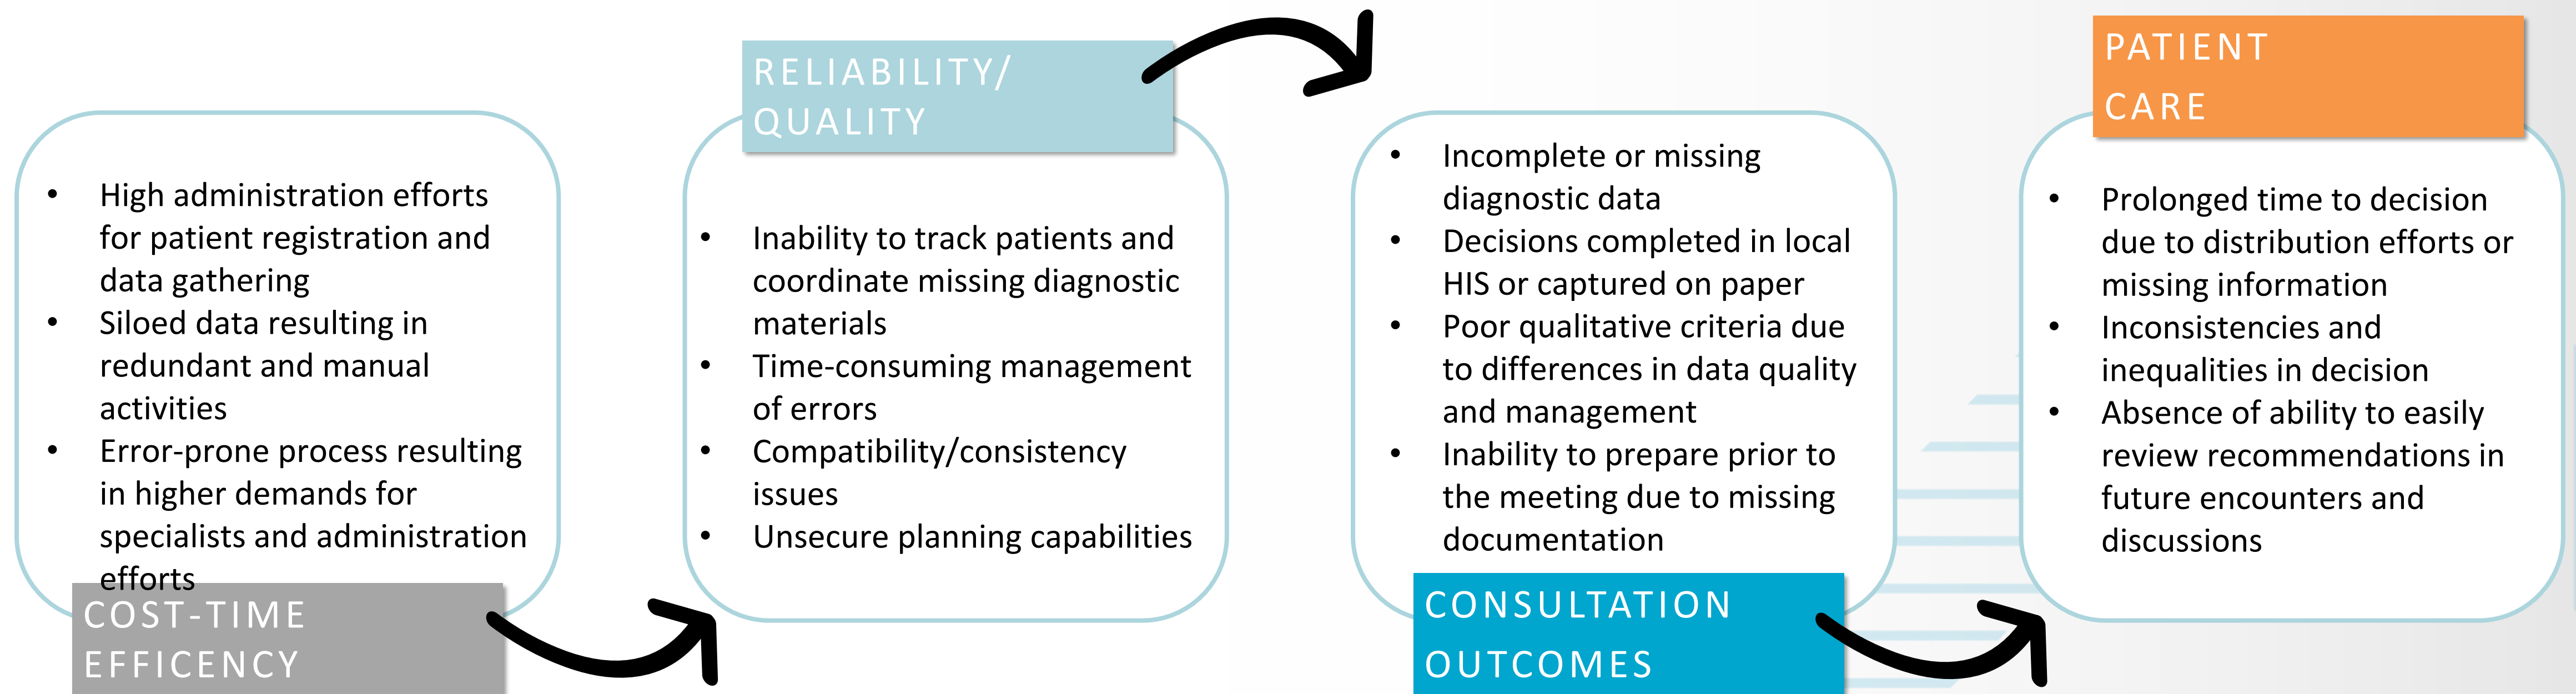 • High administration efforts
for patient registration and
data gathering
• Siloed data resulting in
redundant and manual
activities
• Error-prone process resulting
in higher demands for
specialists and administration
efforts
COST-TIME
EFFICENCY
RELIABILITY/
QUALITY
• Inability to track patients and
coordinate missing diagnostic
materials
• Time-consuming management
of errors
• Compatibility/consistency
issues
• Unsecure planning capabilities
• Incomplete or missing
diagnostic data
• Decisions completed in local
HIS or captured on paper
• Poor qualitative criteria due
to differences in data quality
and management
• Inability to prepare prior to
the meeting due to missing
documentation
CONSULTATION
OUTCOMES
PATIENT
CARE
• Prolonged time to decision
due to distribution efforts or
missing information
• Inconsistencies and
inequalities in decision
• Absence of ability to easily
review recommendations in
future encounters and
discussions